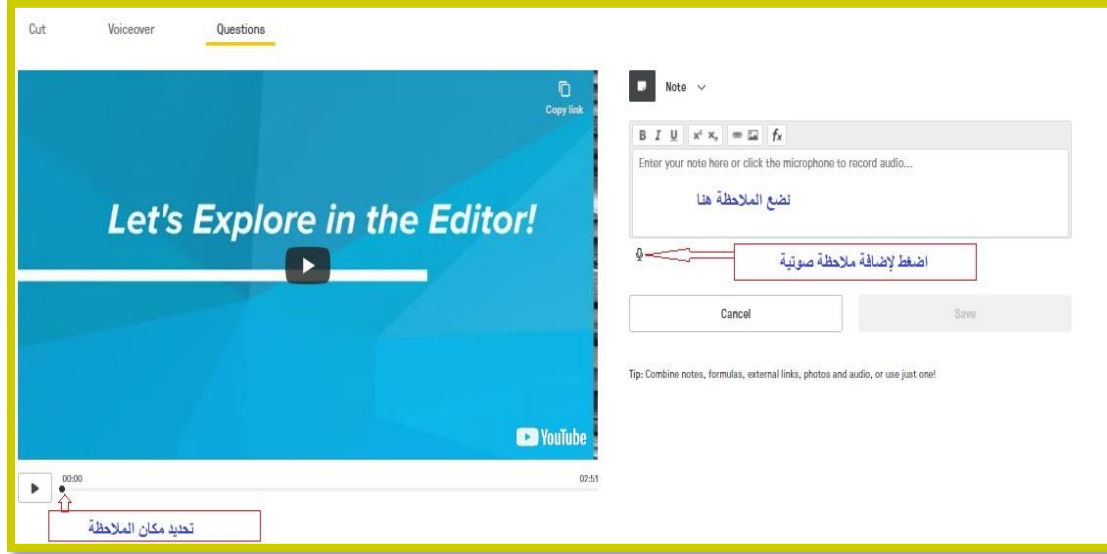 Cut Voiceover Questions
Copy link
Let's Explore in the Editor!
YouTube
00:00 02:51
تحديد مكان الملاحظة
Note
B I U x² x₂ fx
Enter your note here or click the microphone to record audio...
نضع الملاحظة هنا
اضغط لإضافة ملاحظة صوتية
Cancel Save
Tip: Combine notes, formulas, external links, photos and audio, or use just one!